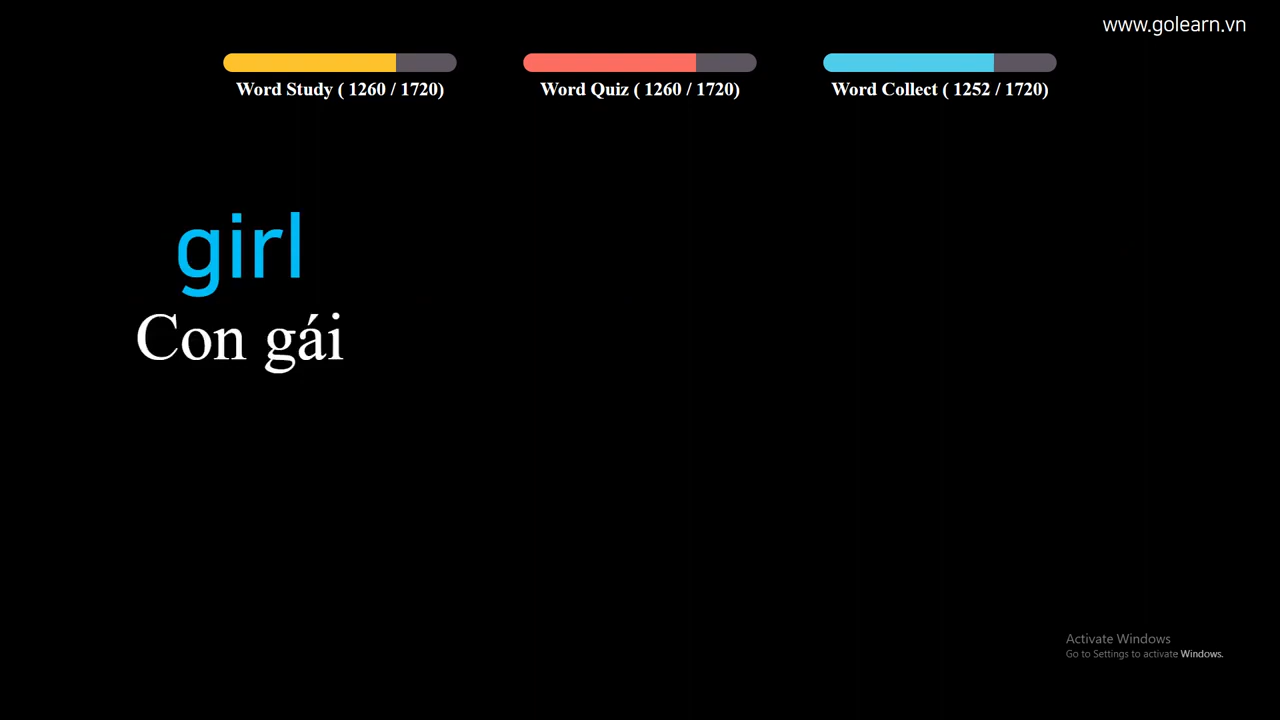 www.golearn.vn
Word Study ( 1260 / 1720)
Word Quiz ( 1260 / 1720)
Word Collect ( 1252 / 1720)
girl
Con gái
Activate Windows
Go to Settings to activate Windows.